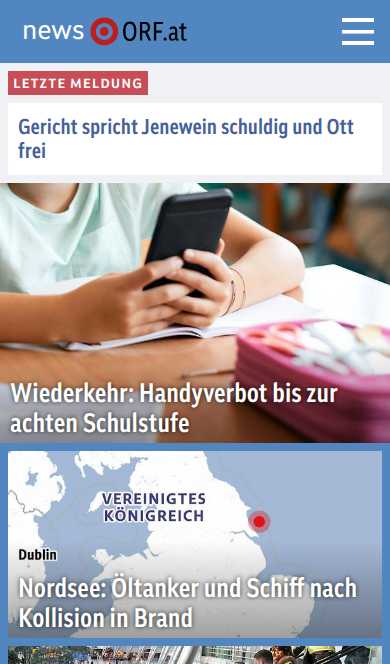 news ORF.at
LETZTE MELDUNG
Gericht spricht Jenewein schuldig und Ott
frei
Wiederkehr: Handyverbot bis zur
achten Schulstufe
VEREINIGTES
KÖNIGREICH
Dublin
Nordsee: Öltanker und Schiff nach
Kollision in Brand